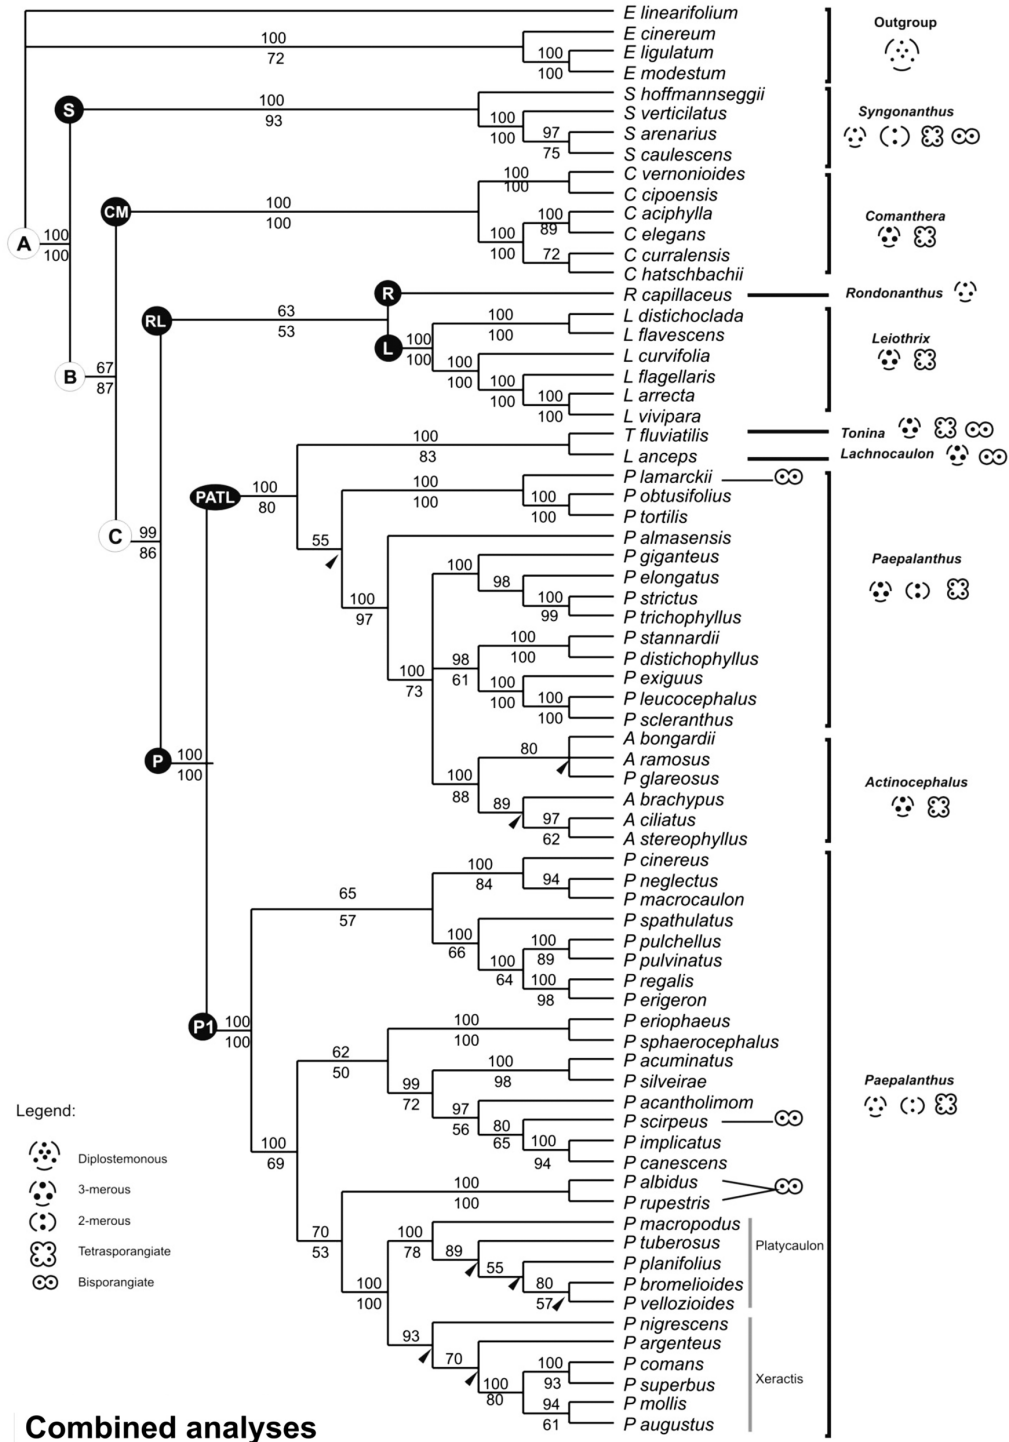 E linearifolium
E cinereum
E ligulatum
E modestum
S hoffmannseggii
S verticilatus
S arenarius
S caulescens
C vernonioides
C cipoensis
C aciphylla
C elegans
C curralensis
C hatschbachii
R capillaceus
L distichoclada
L flavescens
L curvifolia
L flagellaris
L arrecta
L vivipara
T fluviatilis
L anceps
P lamarckii
P obtusifolius
P tortilis
P almasensis
P giganteus
P elongatus
P strictus
P trichophyllus
P stannardii
P distichophyllus
P exiguus
P leucocephalus
P scleranthus
A bongardii
A ramosus
P glareosus
A brachypus
A ciliatus
A stereophyllus
P cinereus
P neglectus
P macrocaulon
P spathulatus
P pulchellus
P pulvinatus
P regalis
P erigeron
P eriophaeus
P sphaerocephalus
P acuminatus
P silveirae
P acantholimom
P scirpeus
P implicatus
P canescens
P albidus
P rupestris
P macropodus
P tuberosus
P planifolius
P bromelioides
P vellozioides
P nigrescens
P argenteus
P comans
P superbus
P mollis
P augustus
Outgroup
Syngonanthus
Comanthera
Rondonanthus
Leiothrix
Tonina
Lachnocaulon
Paepalanthus
Actinocephalus
Paepalanthus
Platycaulon
Xeractis
A
100
100
S
B
67
87
CM
C
99
86
RL
P
100
100
R
L
PATL
P1
100
72
100
100
100
93
100
100
97
75
100
100
100
100
100
100
100
89
72
63
53
100
100
100
100
100
100
100
100
100
100
100
80
100
83
55
100
100
100
100
100
97
100
73
100
98
100
99
98
61
100
100
100
100
100
100
100
88
80
89
97
62
100
100
65
57
100
84
94
100
66
100
64
100
89
100
98
100
69
62
50
100
100
99
72
100
98
97
56
80
65
100
94
70
53
100
100
100
100
100
78
89
55
80
57
93
70
100
80
100
93
94
61
Legend:
Diplostemonous
3-merous
2-merous
Tetrasporangiate
Bisporangiate
Combined analyses